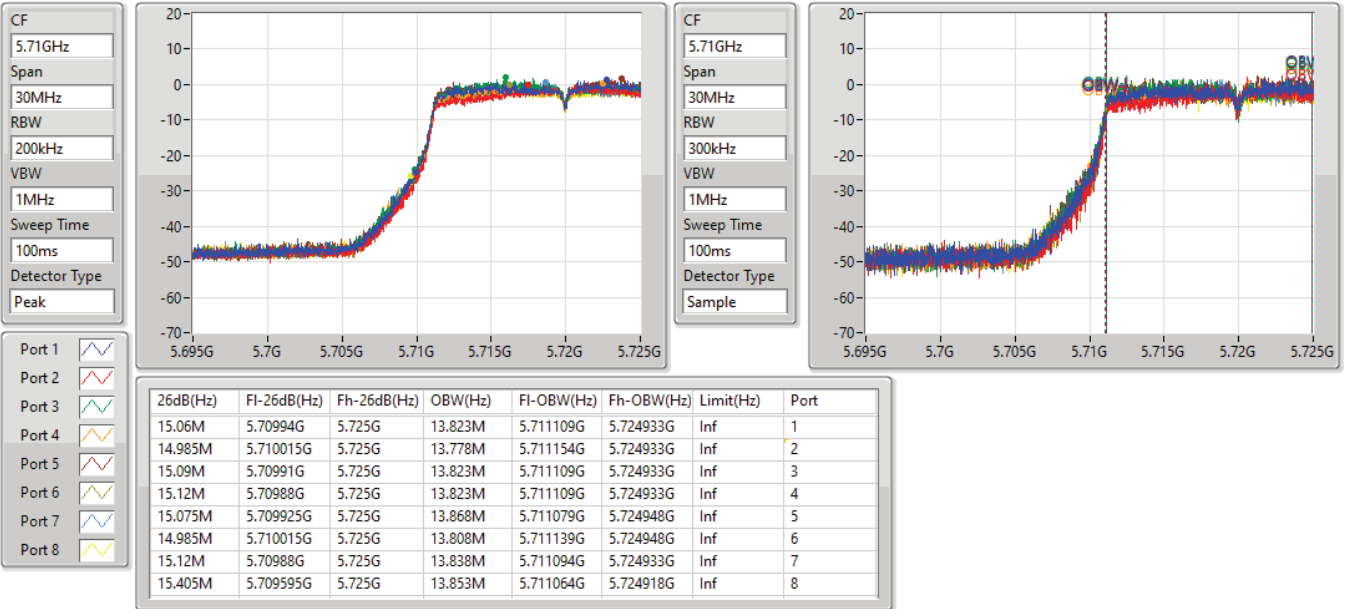 CF
5.71GHz
Span
30MHz
RBW
200kHz
VBW
1MHz
Sweep Time
100ms
Detector Type
Peak
20
10
0
-10
-20
-30
-40
-50
-60
-70
5.695G 5.7G 5.705G 5.71G 5.715G 5.72G 5.725G
CF
5.71GHz
Span
30MHz
RBW
300kHz
VBW
1MHz
Sweep Time
100ms
Detector Type
Sample
20
10
0
-10
-20
-30
-40
-50
-60
-70
5.695G 5.7G 5.705G 5.71G 5.715G 5.72G 5.725G
Port 1
Port 2
Port 3
Port 4
Port 5
Port 6
Port 7
Port 8
26dB(Hz) Fl-26dB(Hz) Fh-26dB(Hz) OBW(Hz) Fl-OBW(Hz) Fh-OBW(Hz) Limit(Hz) Port
15.06M 5.70994G 5.725G 13.823M 5.711109G 5.724933G Inf 1
14.985M 5.710015G 5.725G 13.778M 5.711154G 5.724933G Inf 2
15.09M 5.70991G 5.725G 13.823M 5.711109G 5.724933G Inf 3
15.12M 5.70988G 5.725G 13.823M 5.711109G 5.724933G Inf 4
15.075M 5.709925G 5.725G 13.868M 5.711079G 5.724948G Inf 5
14.985M 5.710015G 5.725G 13.808M 5.711139G 5.724948G Inf 6
15.12M 5.70988G 5.725G 13.838M 5.711094G 5.724933G Inf 7
15.405M 5.709595G 5.725G 13.853M 5.711064G 5.724918G Inf 8